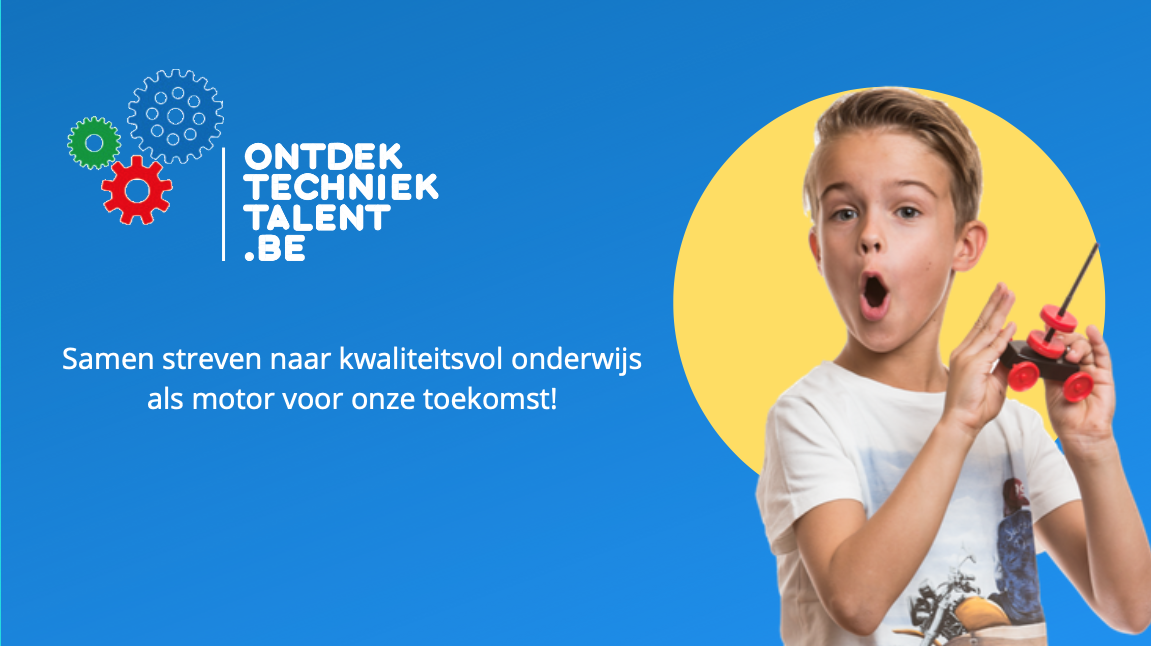 ONTDEK
TECHNIEK
TALENT
.BE
Samen streven naar kwaliteitsvol onderwijs
als motor voor onze toekomst!